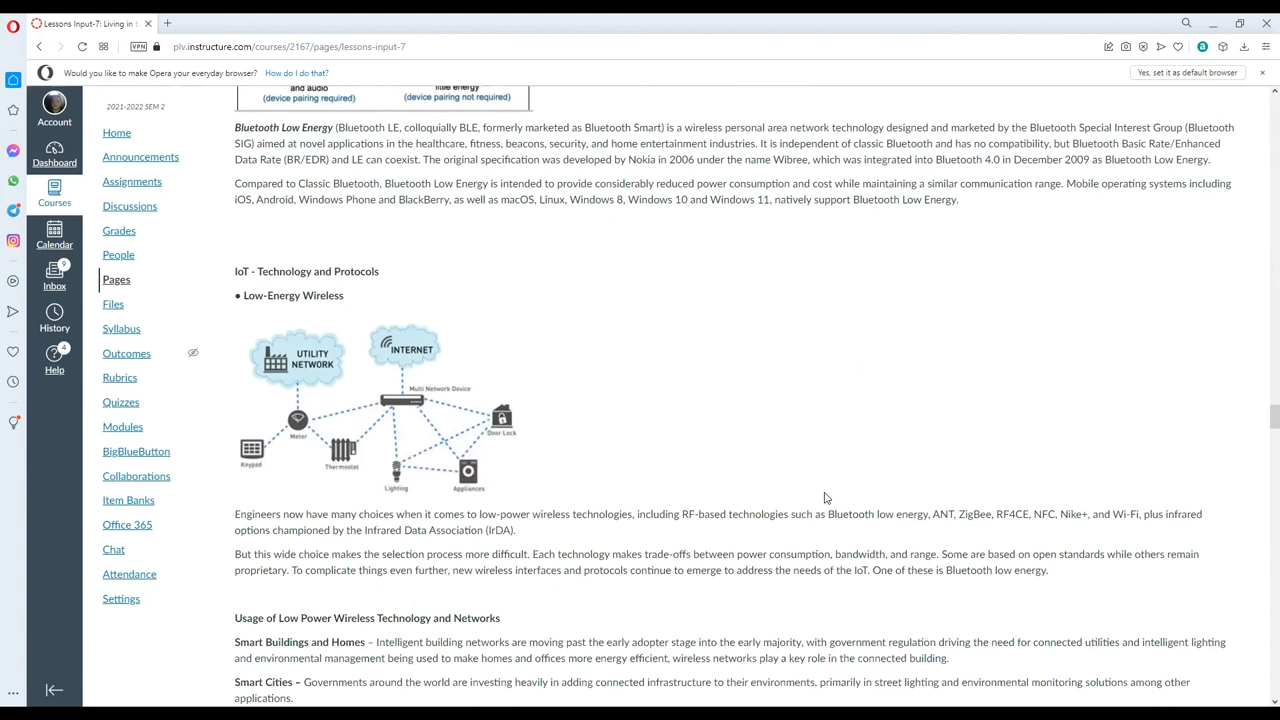 Lessons Input-7: Living in t
plv.instructure.com/courses/2167/pages/lessons-input-7
VPN
Would you like to make Opera your everyday browser? How do I do that?
Yes, set it as default browser
Account
Dashboard
Courses
Calendar
9
Inbox
History
4
Help
2021-2022 SEM 2
Home
Announcements
Assignments
Discussions
Grades
People
Pages
Files
Syllabus
Outcomes
Rubrics
Quizzes
Modules
BigBlueButton
Collaborations
Item Banks
Office 365
Chat
Attendance
Settings
and audio
(device pairing required)
little energy
(device pairing not required)
Bluetooth Low Energy (Bluetooth LE, colloquially BLE, formerly marketed as Bluetooth Smart) is a wireless personal area network technology designed and marketed by the Bluetooth Special Interest Group (Bluetooth
SIG) aimed at novel applications in the healthcare, fitness, beacons, security, and home entertainment industries. It is independent of classic Bluetooth and has no compatibility, but Bluetooth Basic Rate/Enhanced
Data Rate (BR/EDR) and LE can coexist. The original specification was developed by Nokia in 2006 under the name Wibree, which was integrated into Bluetooth 4.0 in December 2009 as Bluetooth Low Energy.
Compared to Classic Bluetooth, Bluetooth Low Energy is intended to provide considerably reduced power consumption and cost while maintaining a similar communication range. Mobile operating systems including
iOS, Android, Windows Phone and BlackBerry, as well as macOS, Linux, Windows 8, Windows 10 and Windows 11, natively support Bluetooth Low Energy.
IoT - Technology and Protocols
● Low-Energy Wireless
UTILITY
NETWORK
INTERNET
Multi Network Device
Meter
Door Lock
Keypad
Thermostat
Lighting
Appliances
Engineers now have many choices when it comes to low-power wireless technologies, including RF-based technologies such as Bluetooth low energy, ANT, ZigBee, RF4CE, NFC, Nike+, and Wi-Fi, plus infrared
options championed by the Infrared Data Association (IrDA).
But this wide choice makes the selection process more difficult. Each technology makes trade-offs between power consumption, bandwidth, and range. Some are based on open standards while others remain
proprietary. To complicate things even further, new wireless interfaces and protocols continue to emerge to address the needs of the IoT. One of these is Bluetooth low energy.
Usage of Low Power Wireless Technology and Networks
Smart Buildings and Homes – Intelligent building networks are moving past the early adopter stage into the early majority, with government regulation driving the need for connected utilities and intelligent lighting
and environmental management being used to make homes and offices more energy efficient, wireless networks play a key role in the connected building.
Smart Cities – Governments around the world are investing heavily in adding connected infrastructure to their environments, primarily in street lighting and environmental monitoring solutions among other
applications.